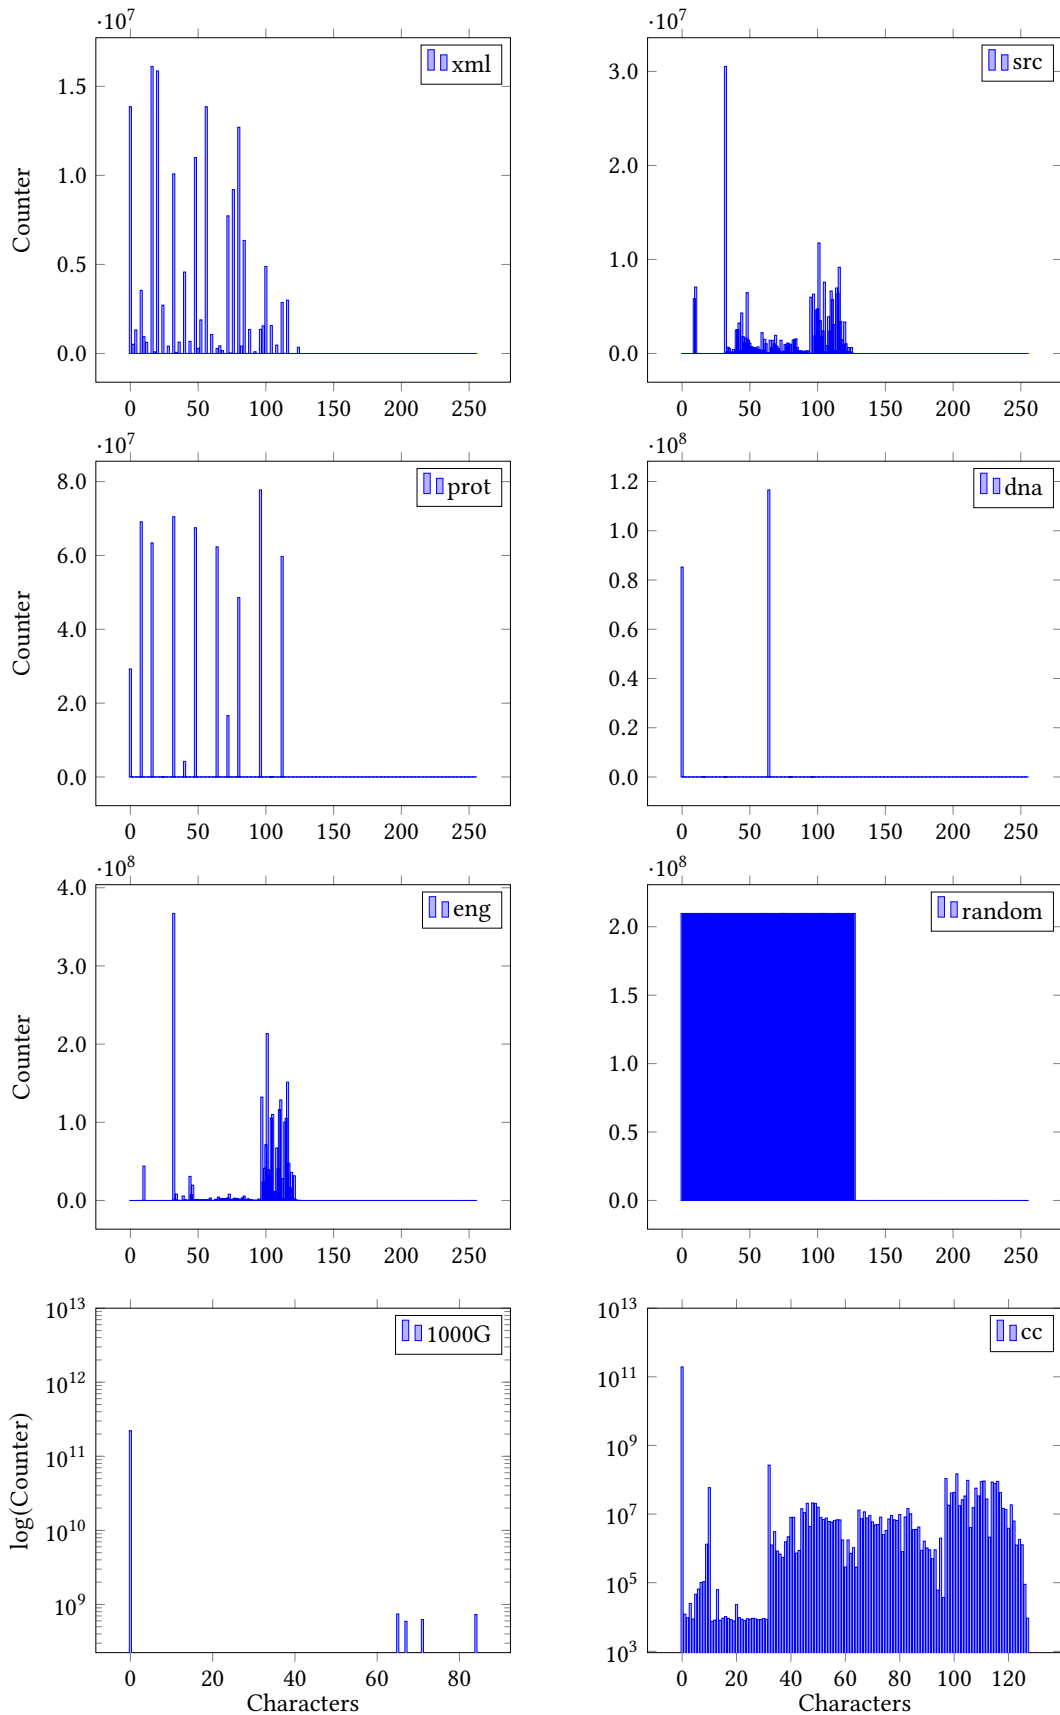 ·10^7
xml
Counter
1.5
1.0
0.5
0.0
0 50 100 150 200 250
·10^7
src
3.0
2.0
1.0
0.0
0 50 100 150 200 250
·10^7
prot
Counter
8.0
6.0
4.0
2.0
0.0
0 50 100 150 200 250
·10^8
dna
1.2
1.0
0.8
0.6
0.4
0.2
0.0
0 50 100 150 200 250
·10^8
eng
Counter
4.0
3.0
2.0
1.0
0.0
0 50 100 150 200 250
·10^8
random
2.0
1.5
1.0
0.5
0.0
0 50 100 150 200 250
1000G
log(Counter)
10^13
10^12
10^11
10^10
10^9
0 20 40 60 80
Characters
cc
10^13
10^11
10^9
10^7
10^5
10^3
0 20 40 60 80 100 120
Characters